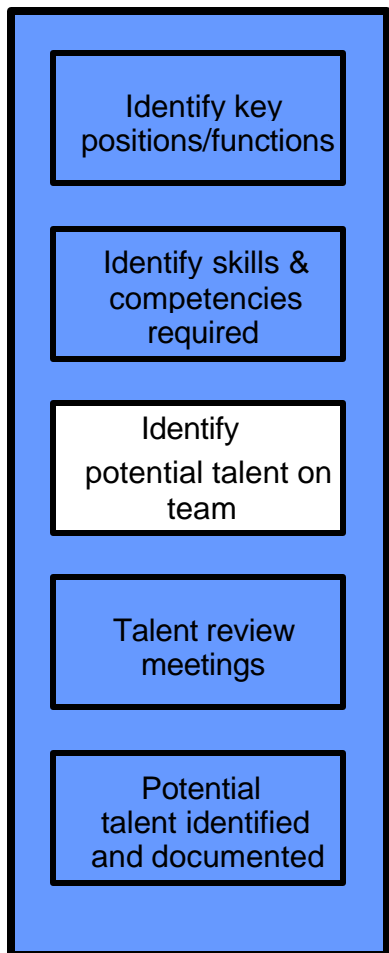 Identify key
positions/functions
Identify skills &
competencies
required
Identify
potential talent on
team
Talent review
meetings
Potential
talent identified
and documented